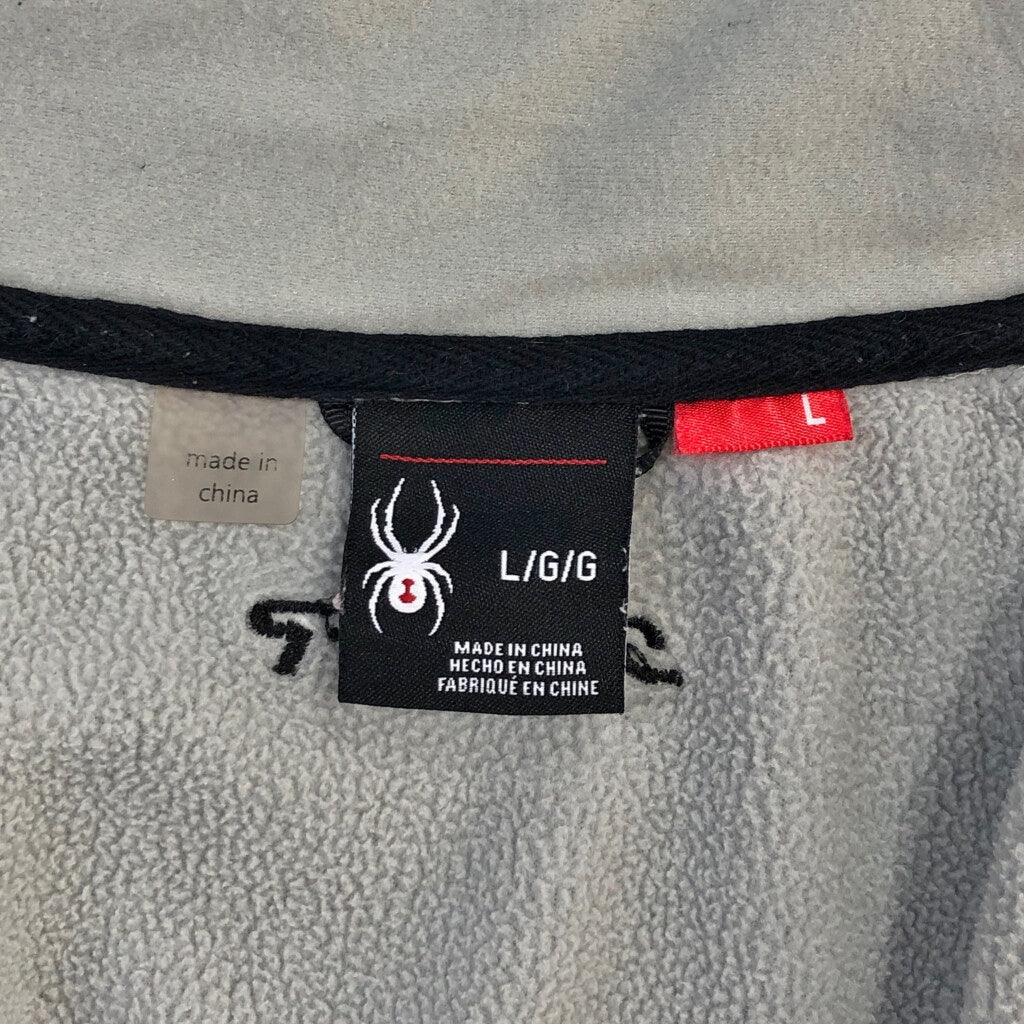 made in
china
L/G/G
MADE IN CHINA
HECHO EN CHINA
FABRIQUÉ EN CHINE
L